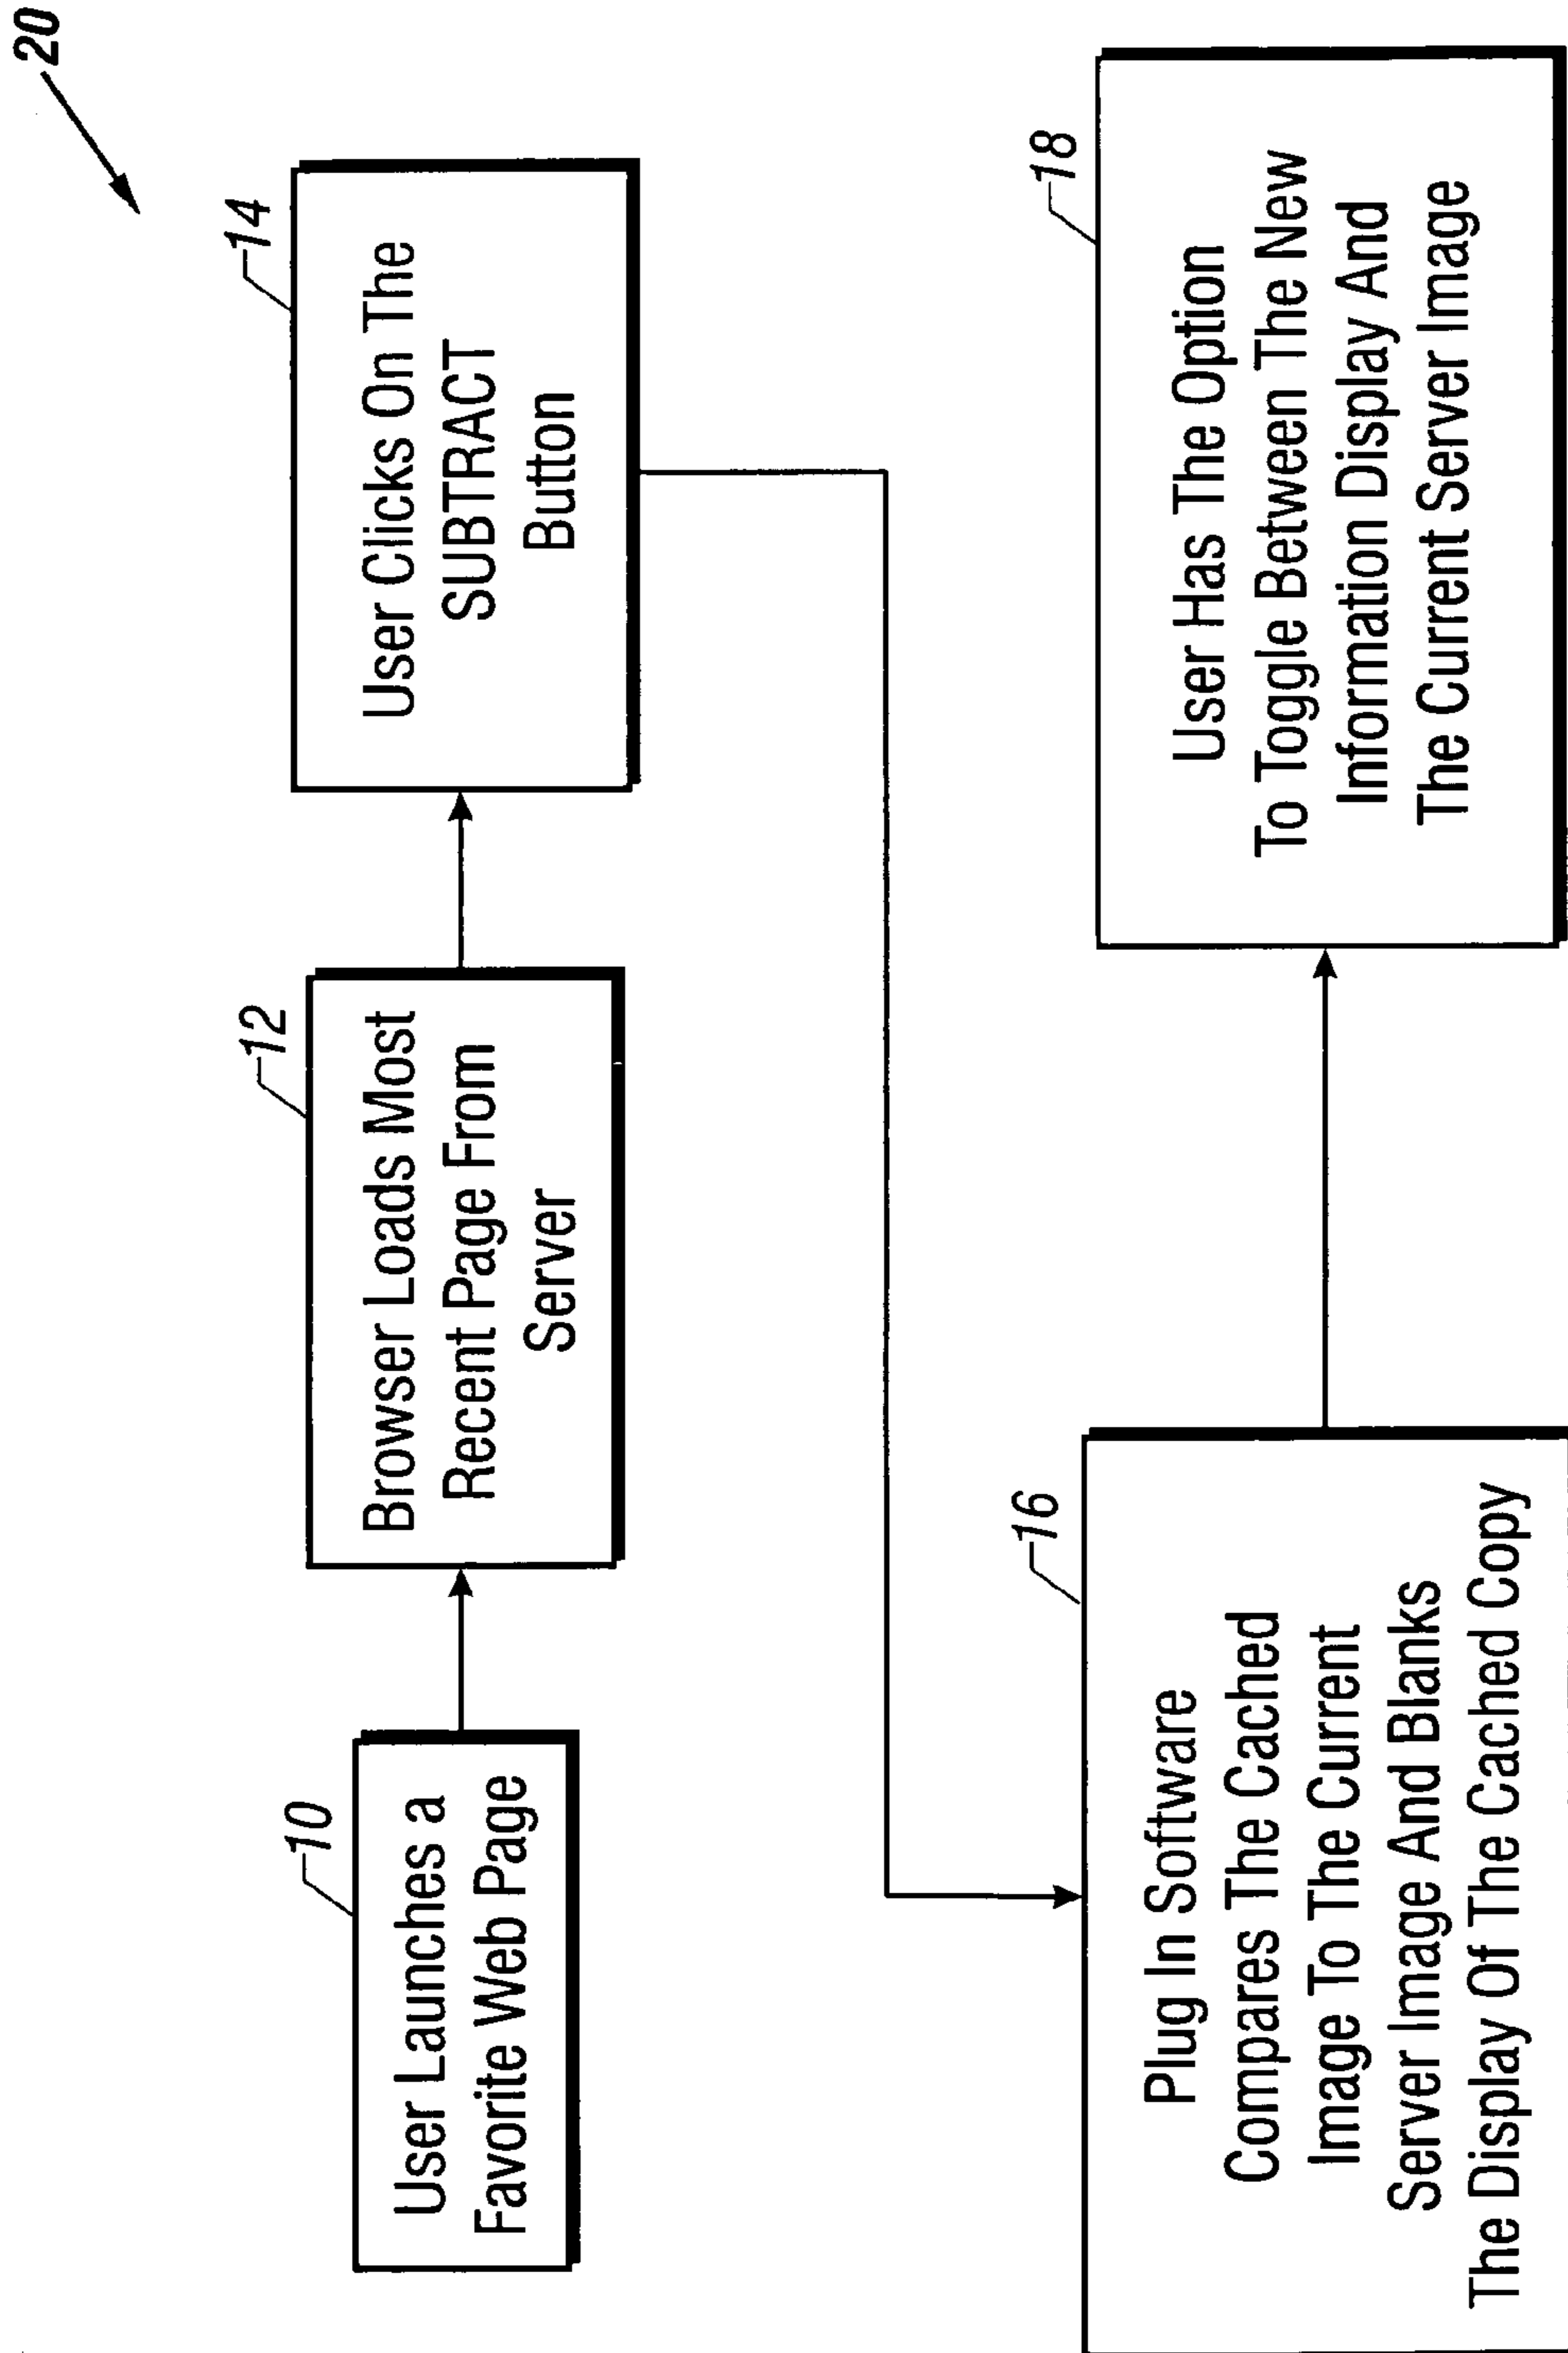 20
10
User Launches a
Favorite Web Page
12
Browser Loads Most
Recent Page From
Server
14
User Clicks On The
SUBTRACT
Button
16
Plug In Software
Compares The Cached
Image To The Current
Server Image And Blanks
The Display Of The Cached Copy
18
User Has The Option
To Toggle Between The New
Information Display And
The Current Server Image